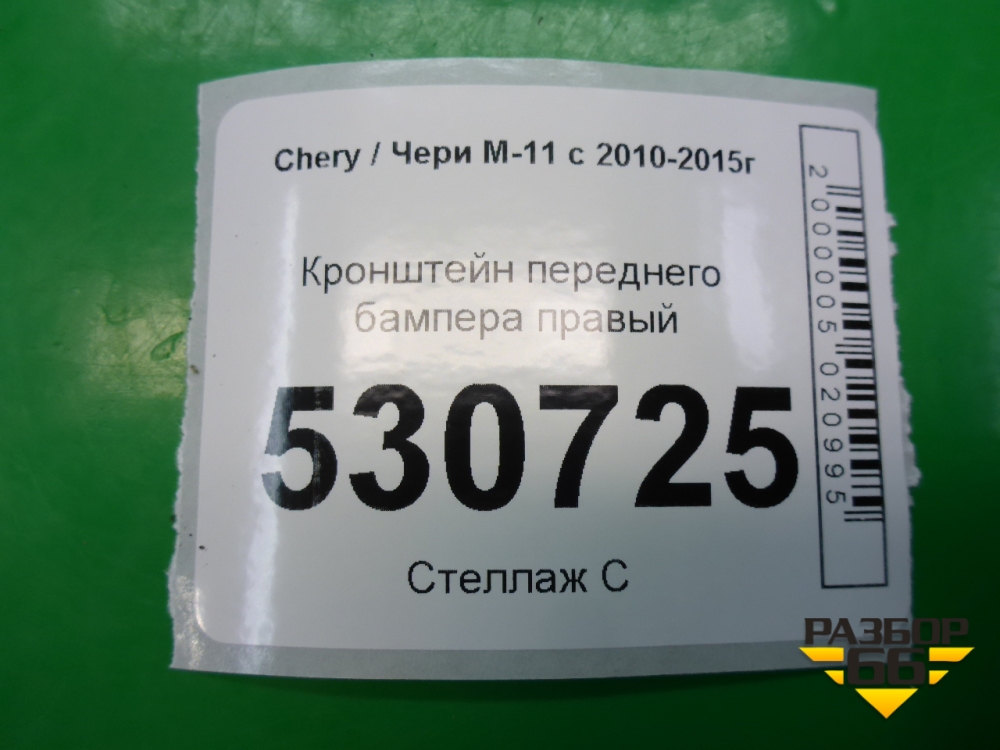 Chery / Чери М-11 с 2010-2015г
Кронштейн переднего
бампера правый
530725
Стеллаж С
2000005020995
РАЗБОР
66